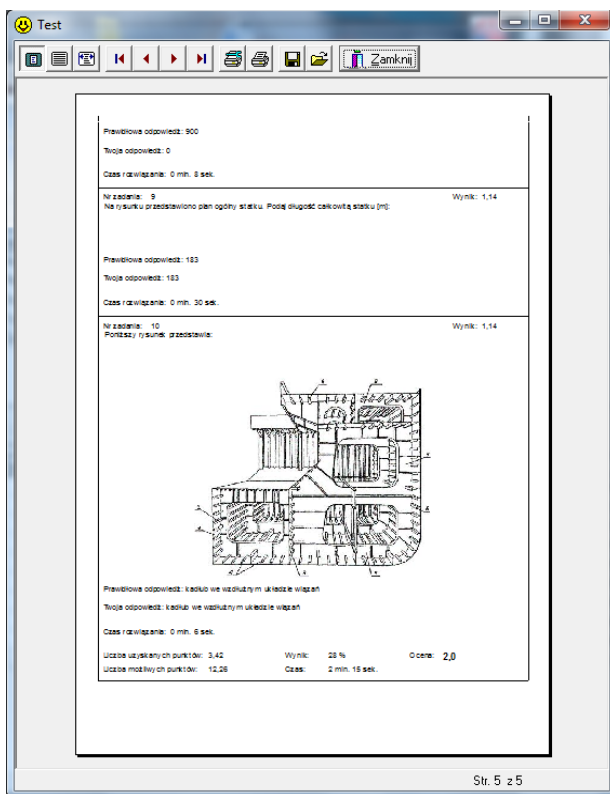 Test
Zamknij
Prawidłowa odpowiedź: 900
Twoja odpowiedź: 0
Czas rozwiązania: 0 min. 8 sek.
Nr zadania: 9 Wynik: 1,14
Na rysunku przedstawiono plan ogólny statku. Podaj długość całkowitą statku [m]:
Prawidłowa odpowiedź: 183
Twoja odpowiedź: 183
Czas rozwiązania: 0 min. 30 sek.
Nr zadania: 10 Wynik: 1,14
Poniższy rysunek przedstawia:
Prawidłowa odpowiedź: kadłub we wzdłużnym układzie wiązań
Twoja odpowiedź: kadłub we wzdłużnym układzie wiązań
Czas rozwiązania: 0 min. 6 sek.
Liczba uzyskanych punktów: 3,42 Wynik: 28 % Ocena: 2,0
Liczba możliwych punktów: 12,26 Czas: 2 min. 15 sek.
Str. 5 z 5